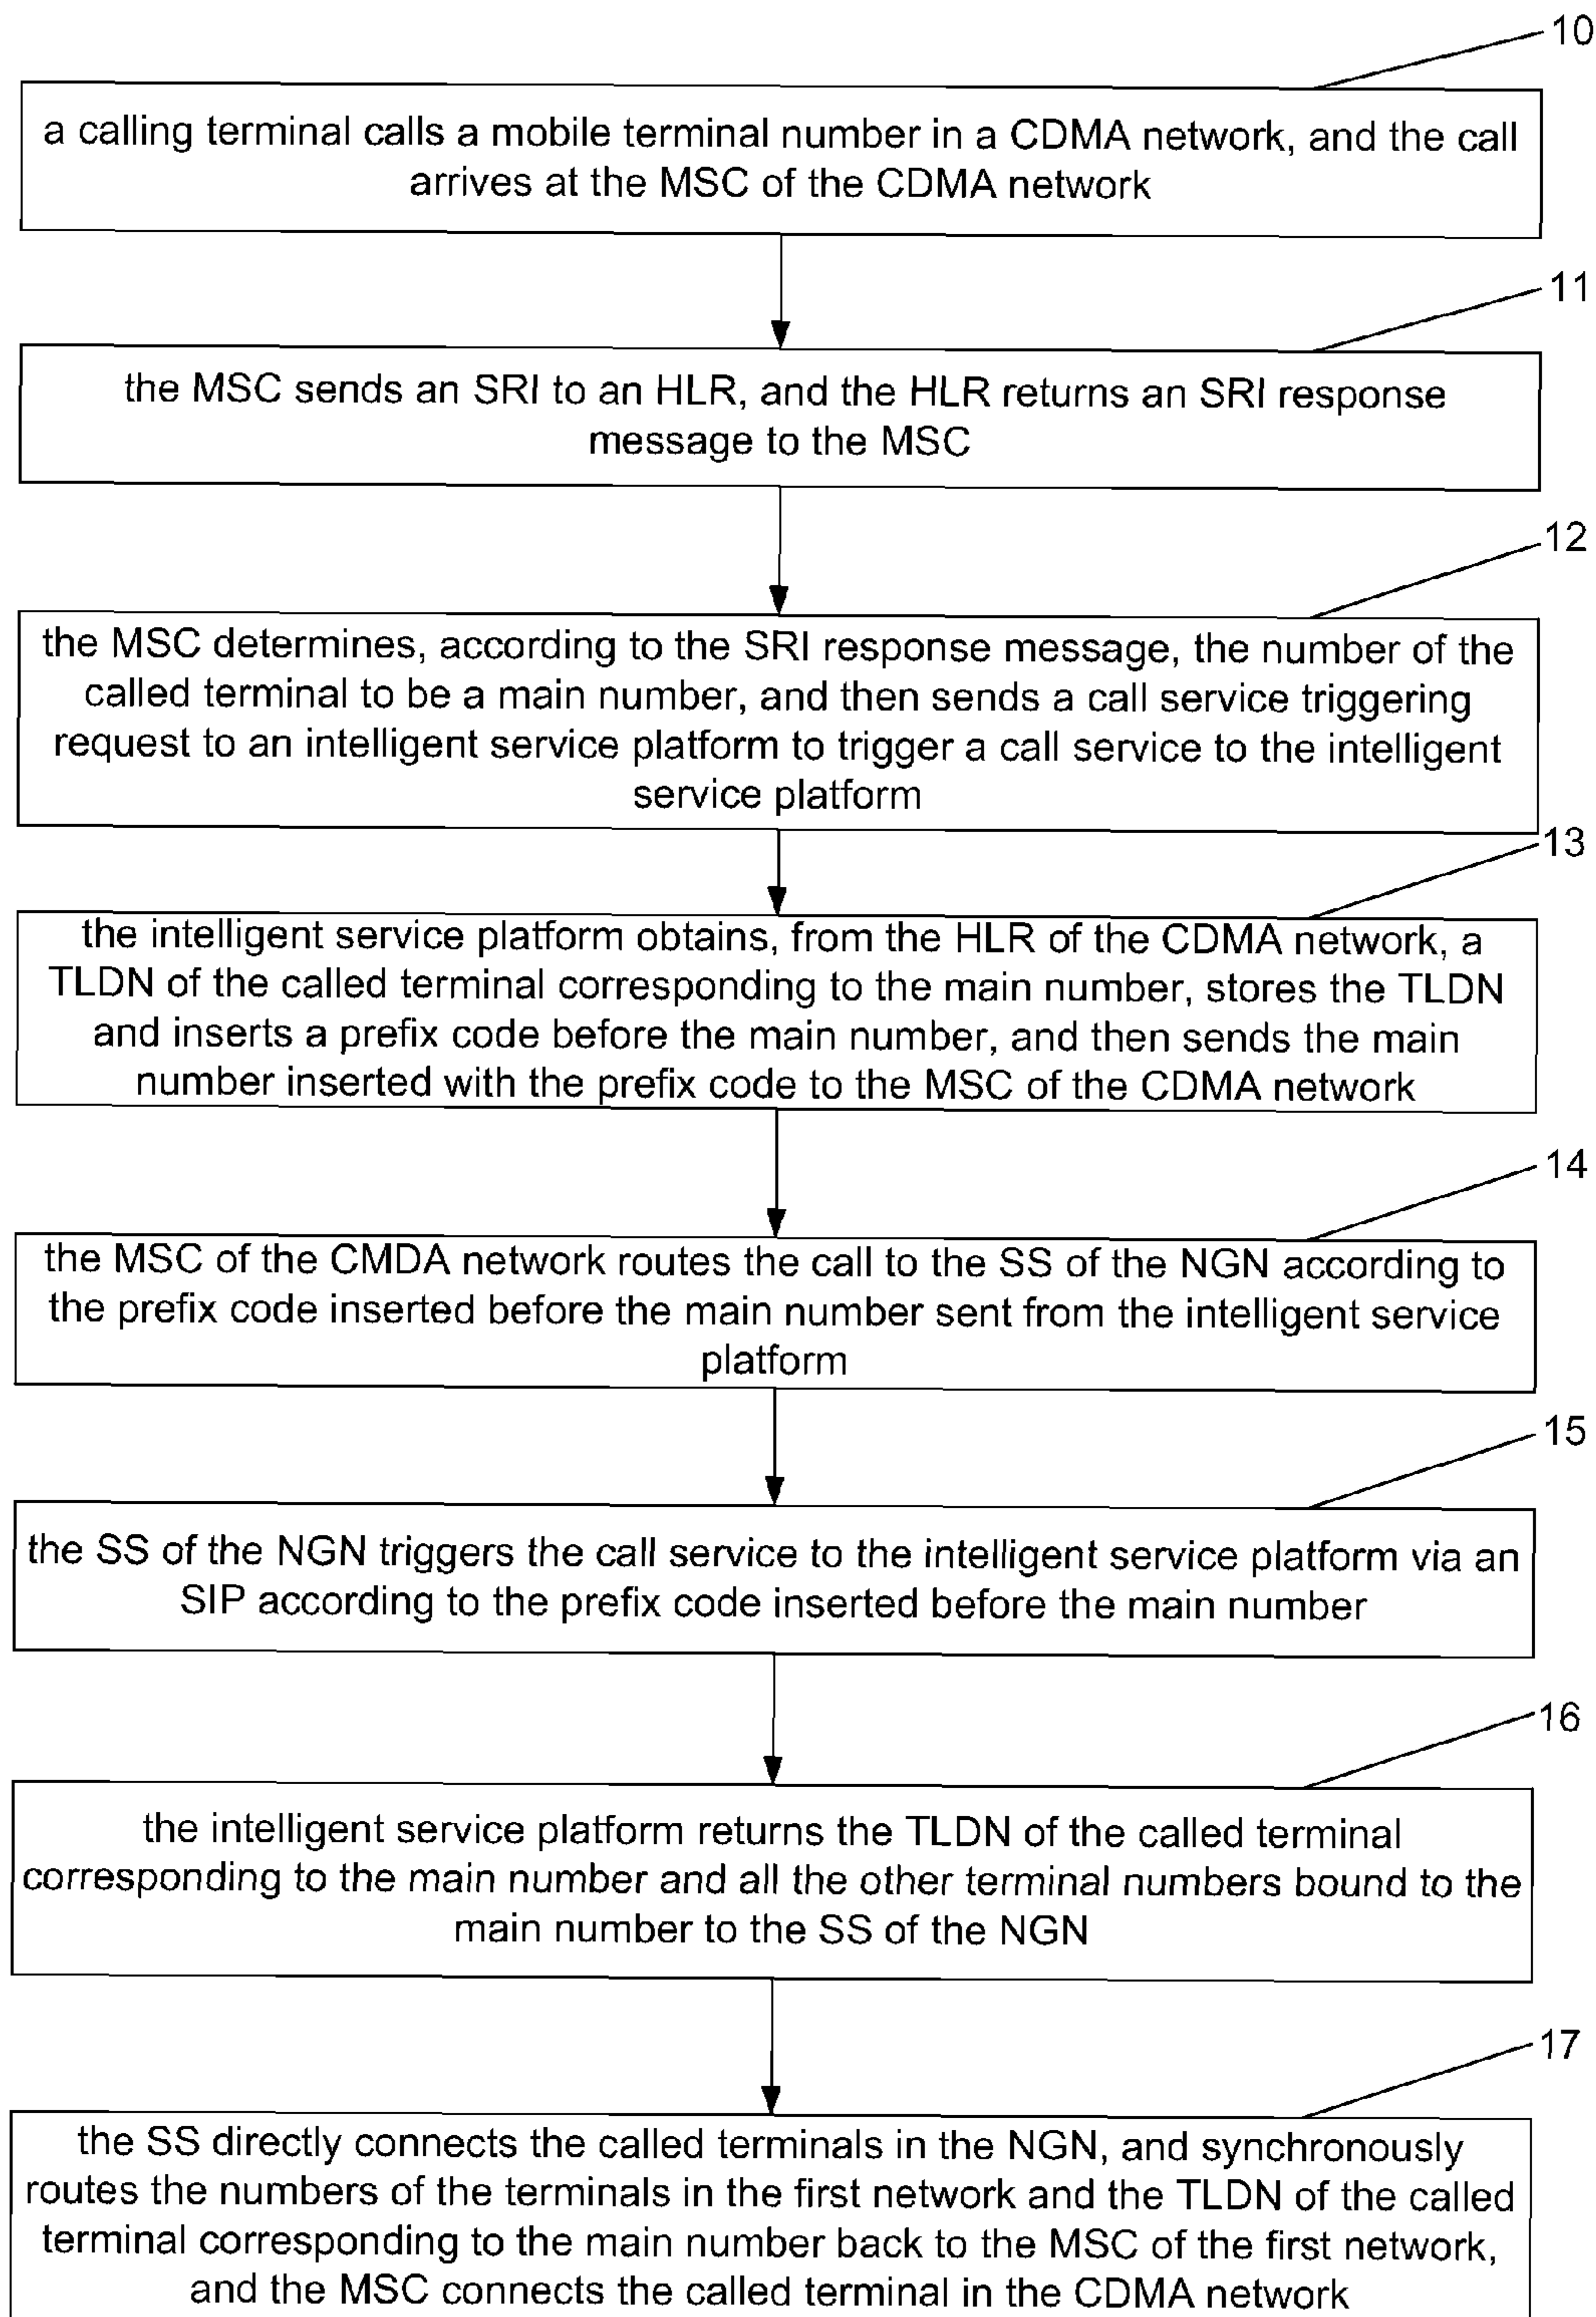 10
a calling terminal calls a mobile terminal number in a CDMA network, and the call
arrives at the MSC of the CDMA network
11
the MSC sends an SRI to an HLR, and the HLR returns an SRI response
message to the MSC
12
the MSC determines, according to the SRI response message, the number of the
called terminal to be a main number, and then sends a call service triggering
request to an intelligent service platform to trigger a call service to the intelligent
service platform
13
the intelligent service platform obtains, from the HLR of the CDMA network, a
TLDN of the called terminal corresponding to the main number, stores the TLDN
and inserts a prefix code before the main number, and then sends the main
number inserted with the prefix code to the MSC of the CDMA network
14
the MSC of the CMDA network routes the call to the SS of the NGN according to
the prefix code inserted before the main number sent from the intelligent service
platform
15
the SS of the NGN triggers the call service to the intelligent service platform via an
SIP according to the prefix code inserted before the main number
16
the intelligent service platform returns the TLDN of the called terminal
corresponding to the main number and all the other terminal numbers bound to the
main number to the SS of the NGN
17
the SS directly connects the called terminals in the NGN, and synchronously
routes the numbers of the terminals in the first network and the TLDN of the called
terminal corresponding to the main number back to the MSC of the first network,
and the MSC connects the called terminal in the CDMA network